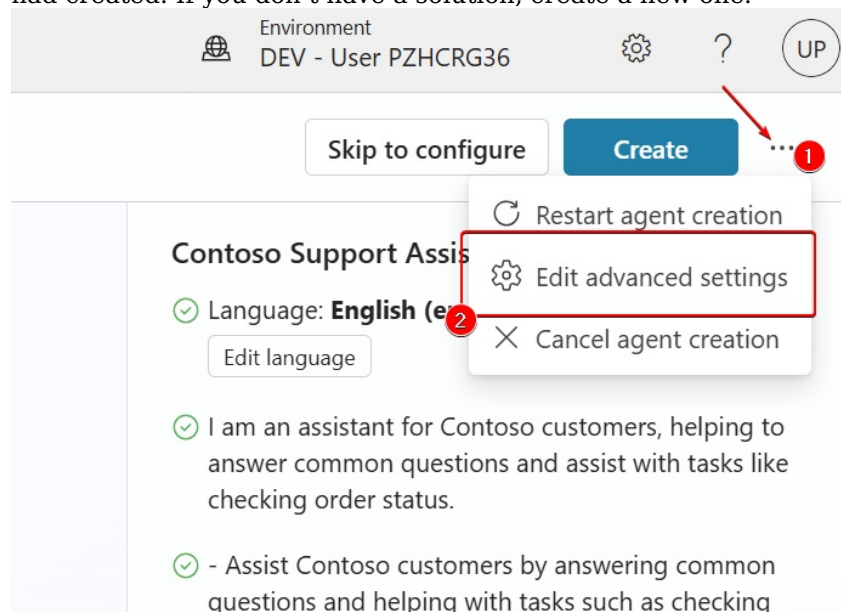 had created. If you don't have a solution, create a new one.
Environment
DEV - User PZHCRG36
?
UP
Skip to configure
Create
...
1
Restart agent creation
Contoso Support Assis
Edit advanced settings
Language: English (e
2
Cancel agent creation
Edit language
I am an assistant for Contoso customers, helping to
answer common questions and assist with tasks like
checking order status.
- Assist Contoso customers by answering common
questions and helping with tasks such as checking